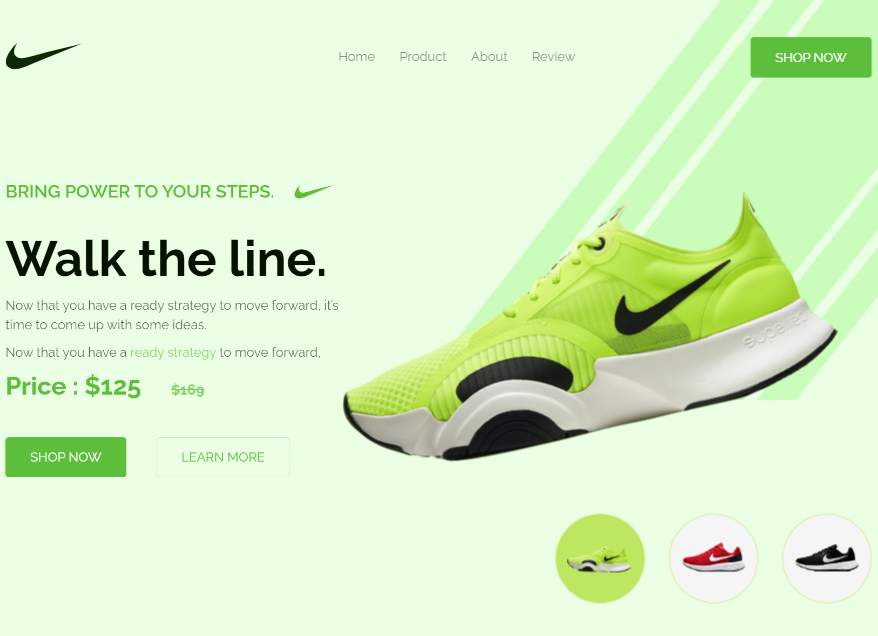 Home Product About Review SHOP NOW
BRING POWER TO YOUR STEPS.
Walk the line.
Now that you have a ready strategy to move forward, it's
time to come up with some ideas.
Now that you have a ready strategy to move forward,
Price : $125 $169
SHOP NOW LEARN MORE
superrep